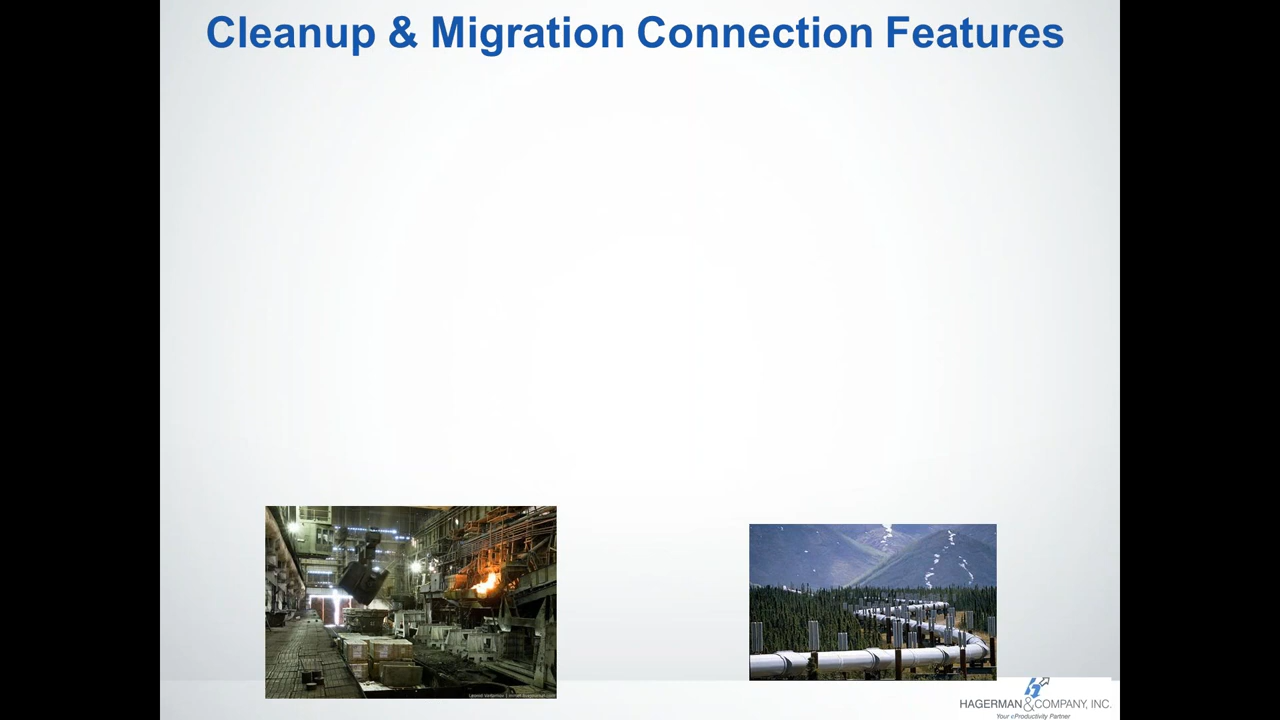 Cleanup & Migration Connection Features
HAGERMAN & COMPANY, INC.
Your eProductivity Partner